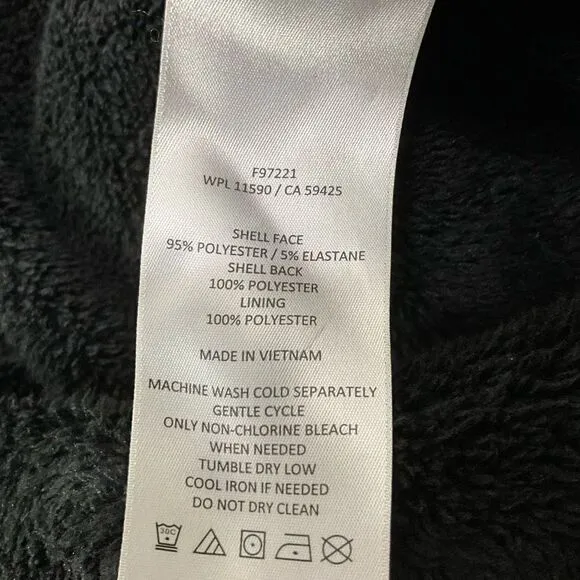 F97221
WPL 11590 / CA 59425
SHELL FACE
95% POLYESTER / 5% ELASTANE
SHELL BACK
100% POLYESTER
LINING
100% POLYESTER
MADE IN VIETNAM
MACHINE WASH COLD SEPARATELY
GENTLE CYCLE
ONLY NON-CHLORINE BLEACH
WHEN NEEDED
TUMBLE DRY LOW
COOL IRON IF NEEDED
DO NOT DRY CLEAN
30C